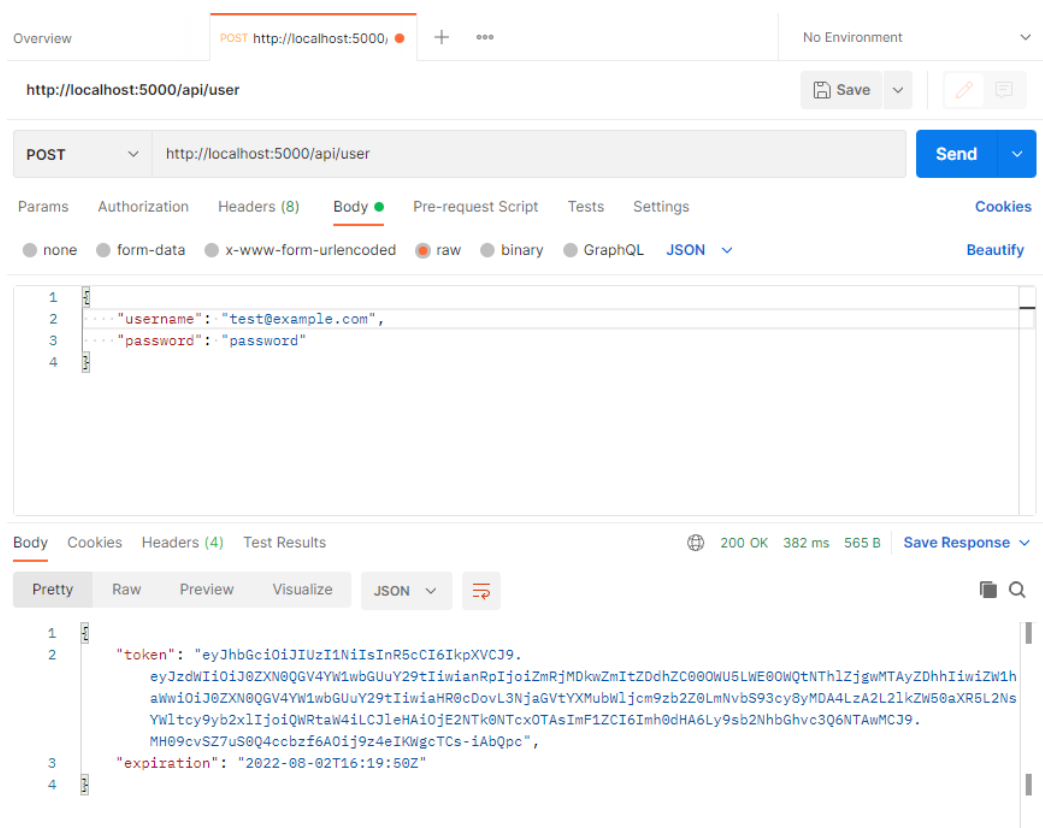 Overview POST http://localhost:5000/ No Environment
http://localhost:5000/api/user Save
POST http://localhost:5000/api/user Send
Params Authorization Headers (8) Body Pre-request Script Tests Settings Cookies
none form-data x-www-form-urlencoded raw binary GraphQL JSON Beautify
1 {
2 "username": "test@example.com",
3 "password": "password"
4 }
Body Cookies Headers (4) Test Results 200 OK 382 ms 565 B Save Response
Pretty Raw Preview Visualize JSON
1 {
2 "token": "eyJhbGciOiJIUzI1NiIsInR5cCI6IkpXVCJ9.
eyJzdWIiOiJ0ZXN0QGV4YW1wbGUuY29tIiwianRpIjoiZmRjMDkwZmItZDdhZC00OWU5LWE0OWQtNThlZjgwMTAyZDhhIiwiZW1h
aWwiOiJ0ZXN0QGV4YW1wbGUuY29tIiwiaHR0cDovL3NjaGVtYXMubWljcm9zb2Z0LmNvbS93cy8yMDA4LzA2L2lkZW50aXR5L2Ns
YWltcy9yb2xlIjoiQWRtaW4iLCJleHAiOjE2NTk0NTcxOTAsImF1ZCI6Imh0dHA6Ly9sb2NhbGhvc3Q6NTAwMCJ9.
MH09cvSZ7uS0Q4ccbzf6AOij9z4eIKWgcTCs-iAbQpc",
3 "expiration": "2022-08-02T16:19:50Z"
4 }